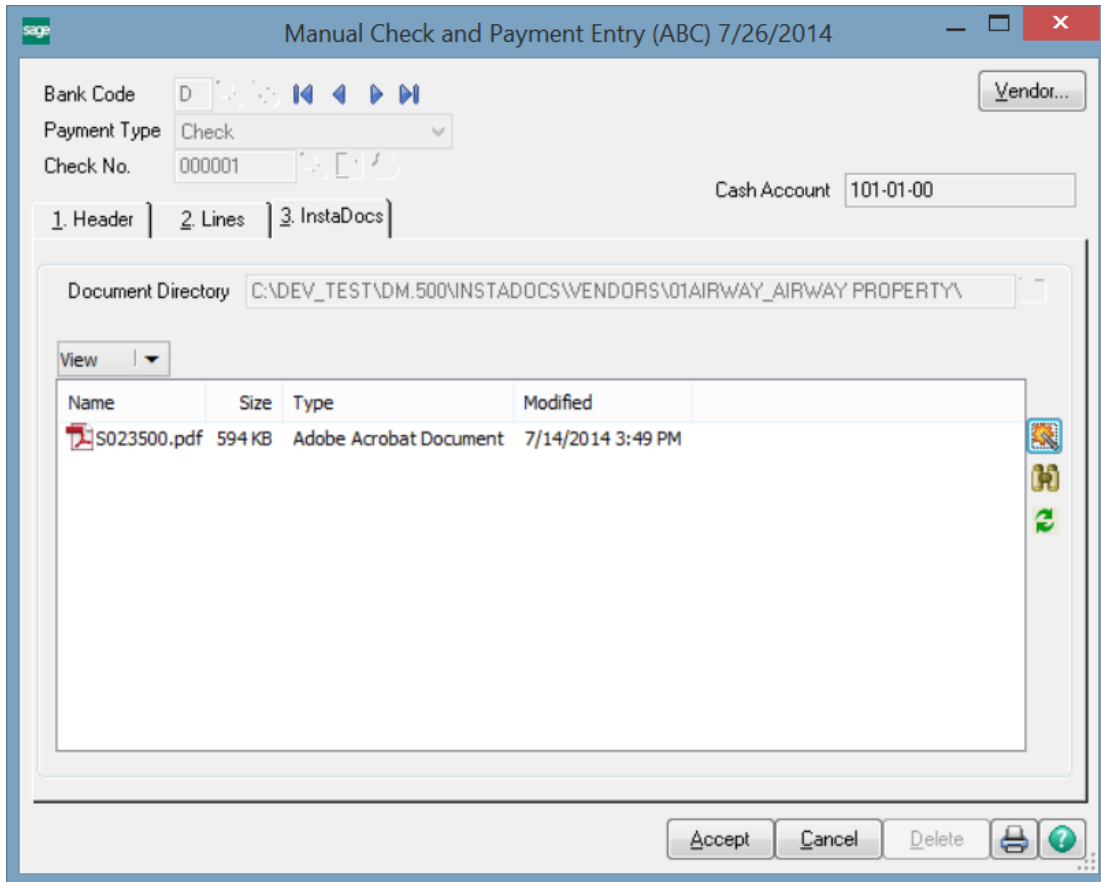 sage Manual Check and Payment Entry (ABC) 7/26/2014
Bank Code D Vendor...
Payment Type Check
Check No. 000001
Cash Account 101-01-00
1. Header 2. Lines 3. InstaDocs
Document Directory C:\DEV_TEST\DM.500\INSTADOCS\VENDORS\01AIRWAY_AIRWAY PROPERTY\
View
Name Size Type Modified
S023500.pdf 594 KB Adobe Acrobat Document 7/14/2014 3:49 PM
Accept Cancel Delete ?